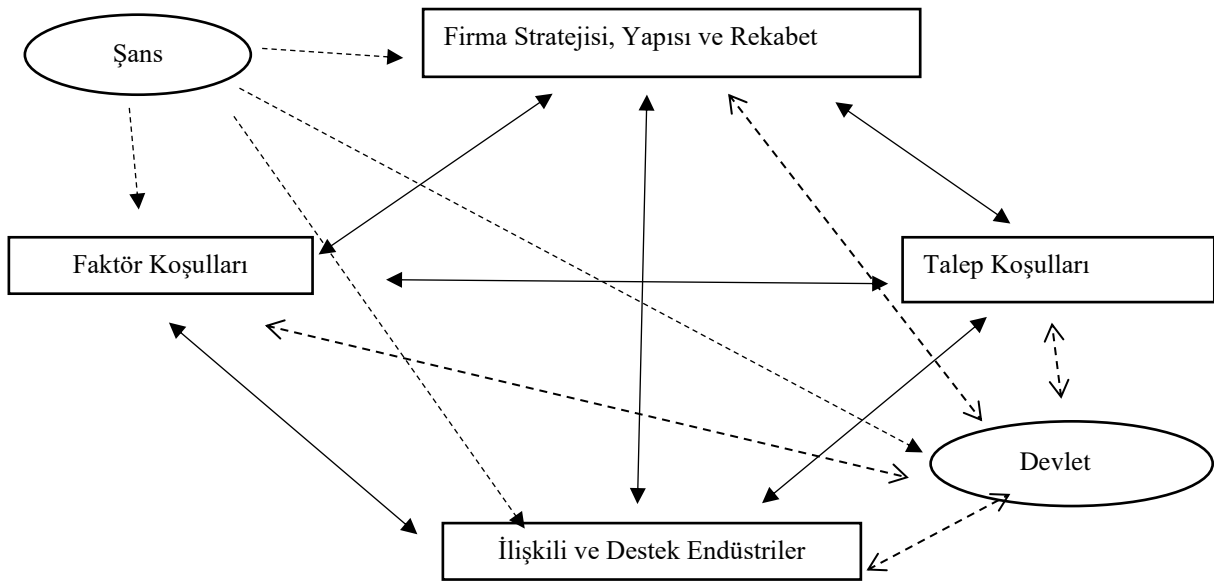 Şans
Firma Stratejisi, Yapısı ve Rekabet
Faktör Koşulları
Talep Koşulları
Devlet
İlişkili ve Destek Endüstriler